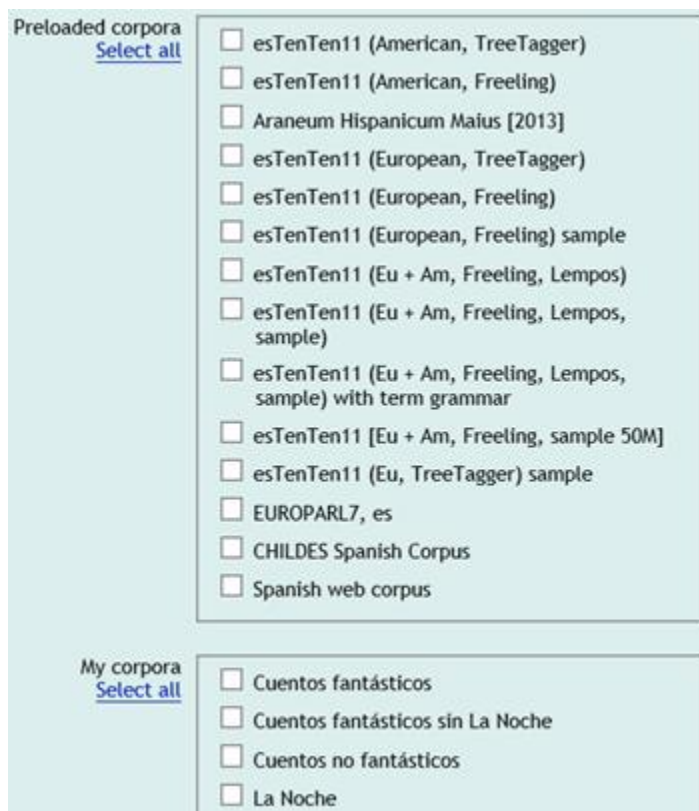 Preloaded corpora
Select all
esTenTen11 (American, TreeTagger)
esTenTen11 (American, Freeling)
Araneum Hispanicum Maius [2013]
esTenTen11 (European, TreeTagger)
esTenTen11 (European, Freeling)
esTenTen11 (European, Freeling) sample
esTenTen11 (Eu + Am, Freeling, Lempos)
esTenTen11 (Eu + Am, Freeling, Lempos,
sample)
esTenTen11 (Eu + Am, Freeling, Lempos,
sample) with term grammar
esTenTen11 [Eu + Am, Freeling, sample 50M]
esTenTen11 (Eu, TreeTagger) sample
EUROPARL7, es
CHILDES Spanish Corpus
Spanish web corpus
My corpora
Select all
Cuentos fantásticos
Cuentos fantásticos sin La Noche
Cuentos no fantásticos
La Noche